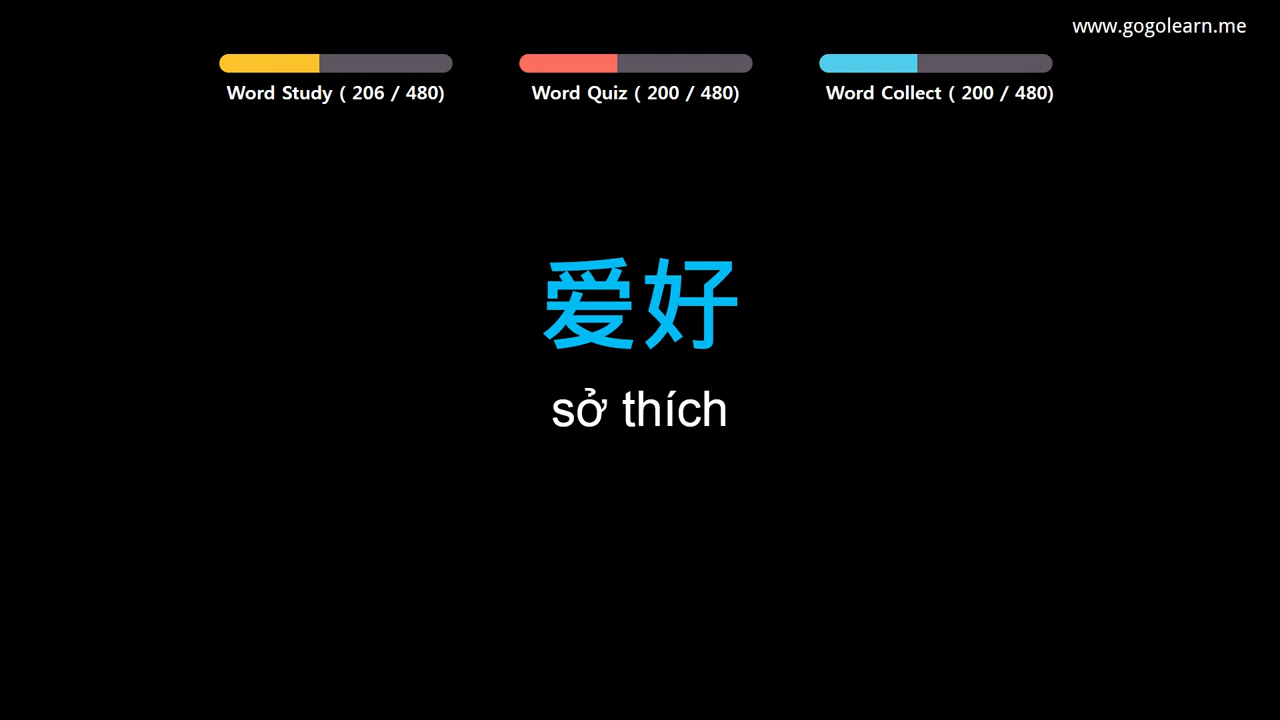 www.gogolearn.me
Word Study ( 206 / 480)
Word Quiz ( 200 / 480)
Word Collect ( 200 / 480)
爱好
sở thích